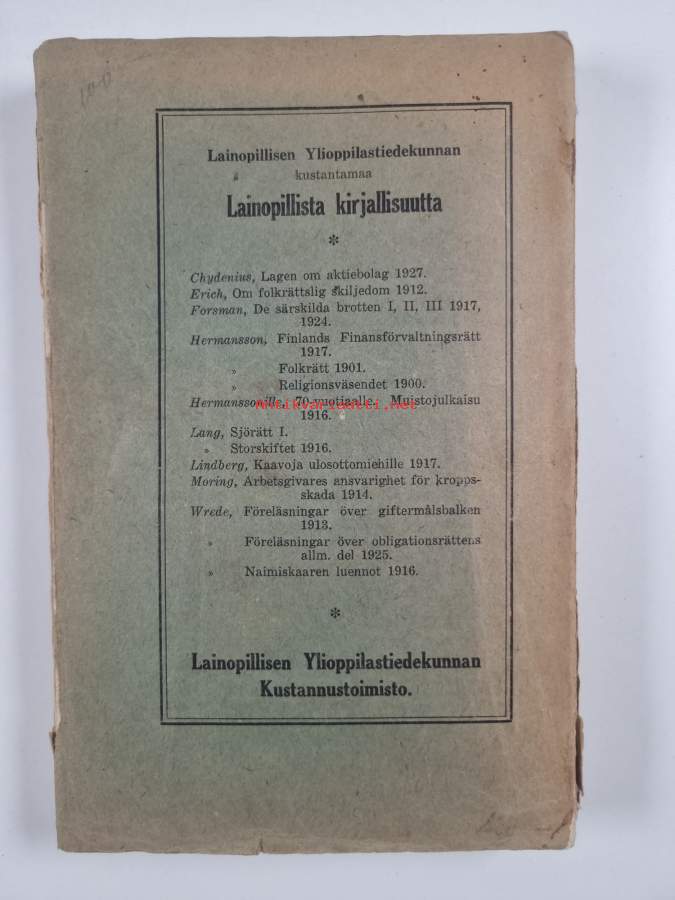 Lainopillisen Ylioppilastiedekunnan
kustantamaa
Lainopillista kirjallisuutta
*
Chydenius, Lagen om aktiebolag 1927.
Erich, Om folkrättslig skiljedom 1912.
Forsman, De särskilda brotten I, II, III 1917,
1924.
Hermansson, Finlands Finansförvaltningsrätt
1917.
„ Folkrätt 1901.
„ Religionsväsendet 1900.
Hermanssonille, 70-vuotiaalle. Muistojulkaisu
Antikvariaatti.net
1916.
Lang, Sjörätt I.
„ Storskiftet 1916.
Lindberg, Kaavoja ulosottomiehille 1917.
Moring, Arbetsgivares ansvarighet för kropps-
skada 1914.
Wrede, Föreläsningar över giftermålsbalken
1913.
„ Föreläsningar över obligationsrättens
allm. del 1925.
„ Naimiskaaren luennot 1916.
*
Lainopillisen Ylioppilastiedekunnan
Kustannustoimisto.